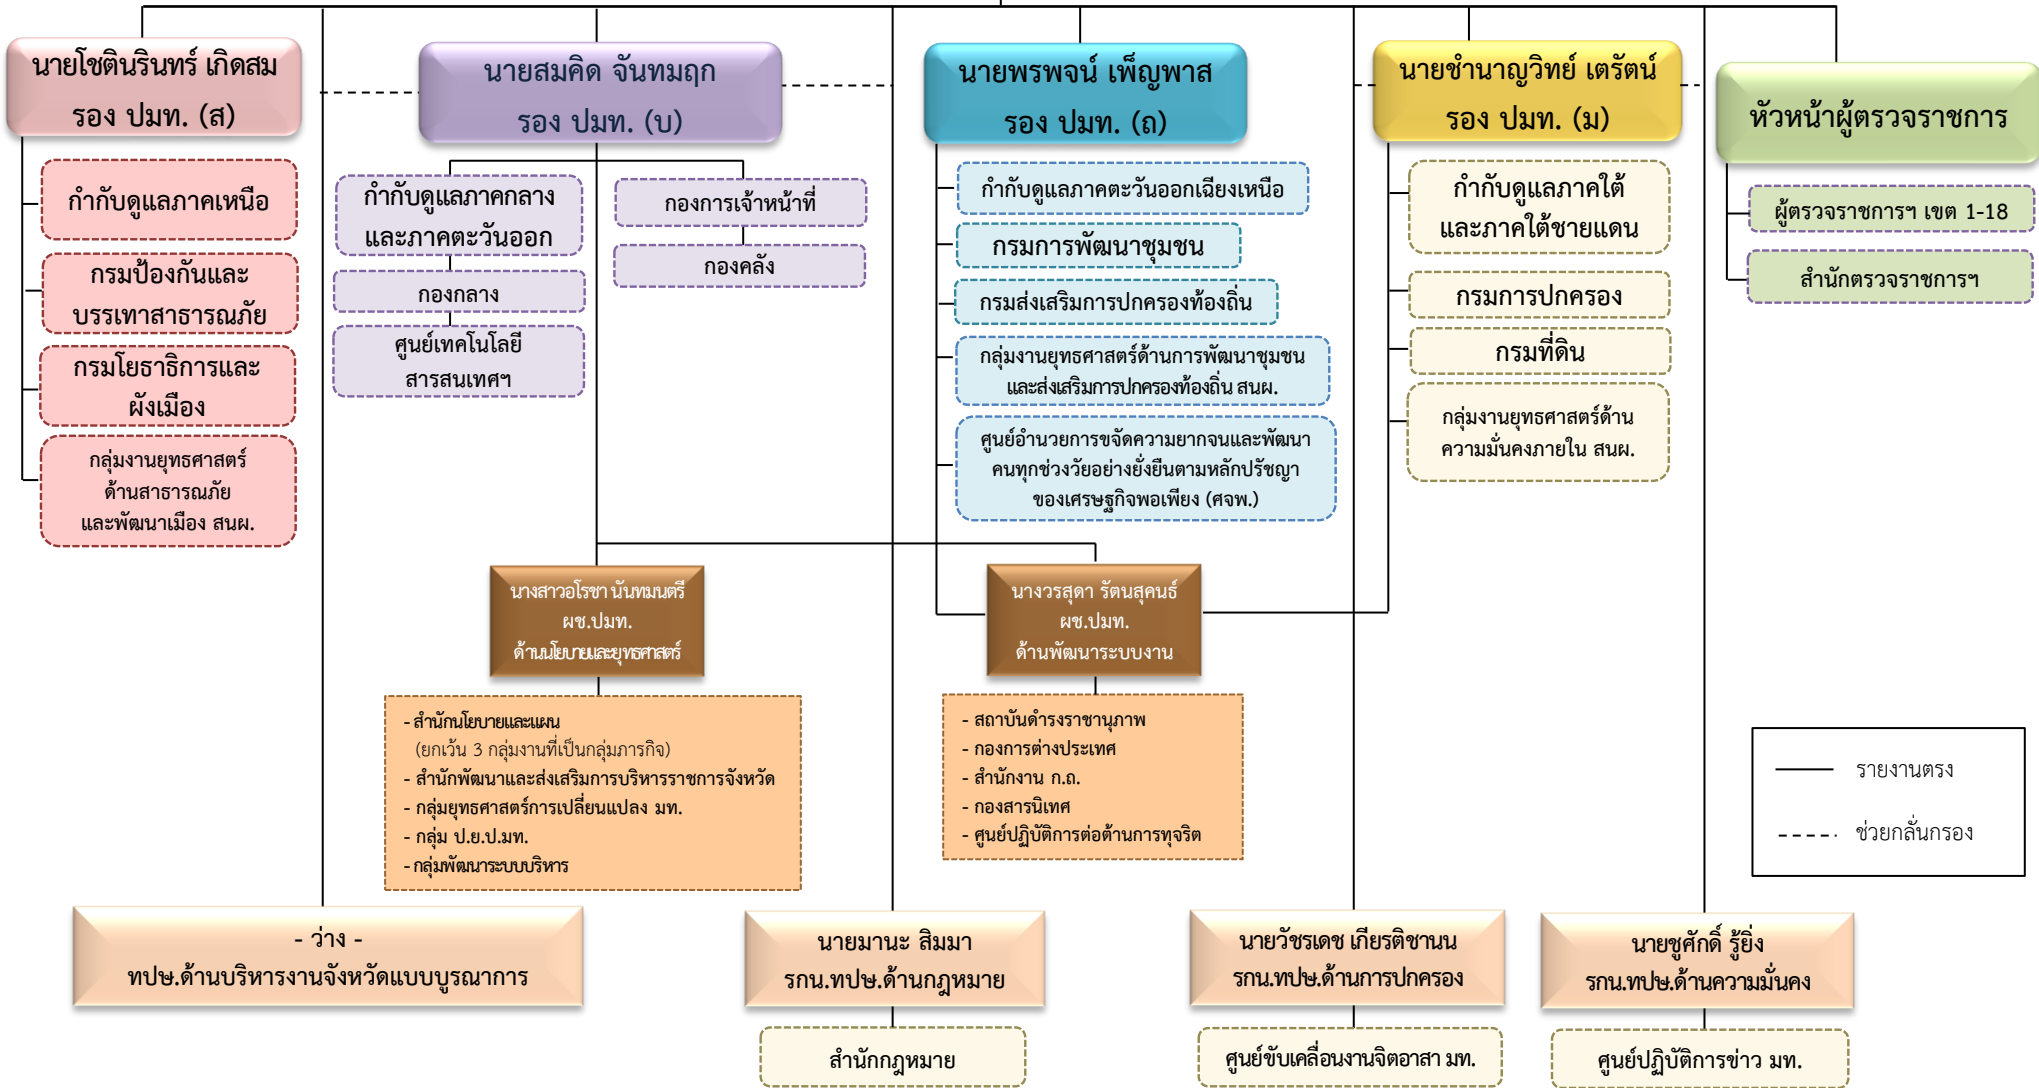 นายโชตินรินทร์ เกิดสม
รอง ปมท. (ส)
นายสมคิด จันทมฤก
รอง ปมท. (บ)
นายพรพจน์ เพ็ญพาส
รอง ปมท. (ถ)
นายชำนาญวิทย์ เตรัตน์
รอง ปมท. (ม)
หัวหน้าผู้ตรวจราชการ
กำกับดูแลภาคเหนือ
กรมป้องกันและ
บรรเทาสาธารณภัย
กรมโยธาธิการและ
ผังเมือง
กลุ่มงานยุทธศาสตร์
ด้านสาธารณภัย
และพัฒนาเมือง สนผ.
กำกับดูแลภาคกลาง
และภาคตะวันออก
กองกลาง
ศูนย์เทคโนโลยี
สารสนเทศฯ
กองการเจ้าหน้าที่
กองคลัง
กำกับดูแลภาคตะวันออกเฉียงเหนือ
กรมการพัฒนาชุมชน
กรมส่งเสริมการปกครองท้องถิ่น
กลุ่มงานยุทธศาสตร์ด้านการพัฒนาชุมชน
และส่งเสริมการปกครองท้องถิ่น สนผ.
ศูนย์อำนวยการขจัดความยากจนและพัฒนา
คนทุกช่วงวัยอย่างยั่งยืนตามหลักปรัชญา
ของเศรษฐกิจพอเพียง (ศจพ.)
กำกับดูแลภาคใต้
และภาคใต้ชายแดน
กรมการปกครอง
กรมที่ดิน
กลุ่มงานยุทธศาสตร์ด้าน
ความมั่นคงภายใน สนผ.
ผู้ตรวจราชการฯ เขต 1-18
สำนักตรวจราชการฯ
นางสาวอโรชา นันทมนตรี
ผช.ปมท.
ด้านนโยบายและยุทธศาสตร์
นางวรสุดา รัตนสุคนธ์
ผช.ปมท.
ด้านพัฒนาระบบงาน
- สำนักนโยบายและแผน
(ยกเว้น 3 กลุ่มงานที่เป็นกลุ่มภารกิจ)
- สำนักพัฒนาและส่งเสริมการบริหารราชการจังหวัด
- กลุ่มยุทธศาสตร์การเปลี่ยนแปลง มท.
- กลุ่ม ป.ย.ป.มท.
- กลุ่มพัฒนาระบบบริหาร
- สถาบันดำรงราชานุภาพ
- กองการต่างประเทศ
- สำนักงาน ก.ถ.
- กองสารนิเทศ
- ศูนย์ปฏิบัติการต่อต้านการทุจริต
รายงานตรง
ช่วยกลั่นกรอง
- ว่าง -
ทปษ.ด้านบริหารงานจังหวัดแบบบูรณาการ
นายมานะ สิมมา
รกน.ทปษ.ด้านกฎหมาย
สำนักกฎหมาย
นายวัชรเดช เกียรติชานน
รกน.ทปษ.ด้านการปกครอง
ศูนย์ขับเคลื่อนงานจิตอาสา มท.
นายชูศักดิ์ รู้ยิ่ง
รกน.ทปษ.ด้านความมั่นคง
ศูนย์ปฏิบัติการข่าว มท.